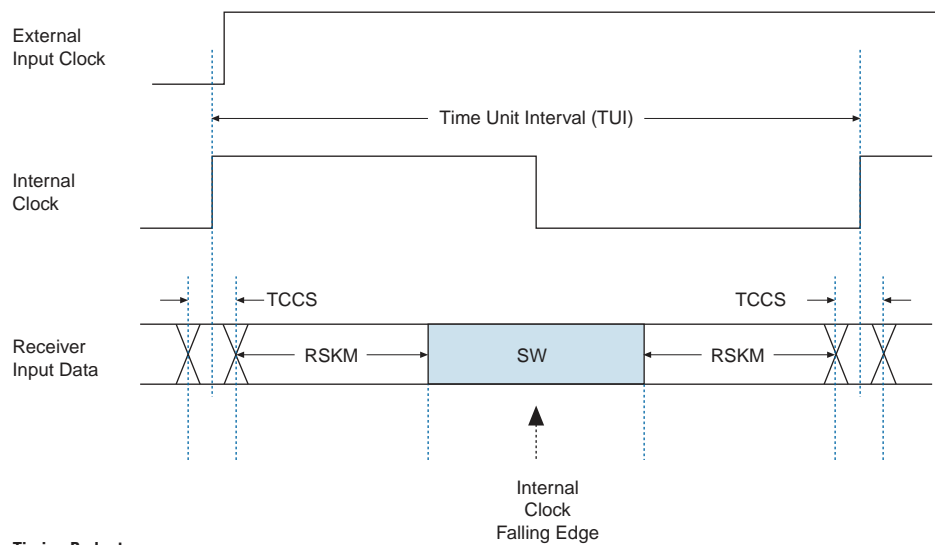 External
Input Clock
Time Unit Interval (TUI)
Internal
Clock
TCCS
TCCS
Receiver
Input Data
RSKM
SW
RSKM
Internal
Clock
Falling Edge